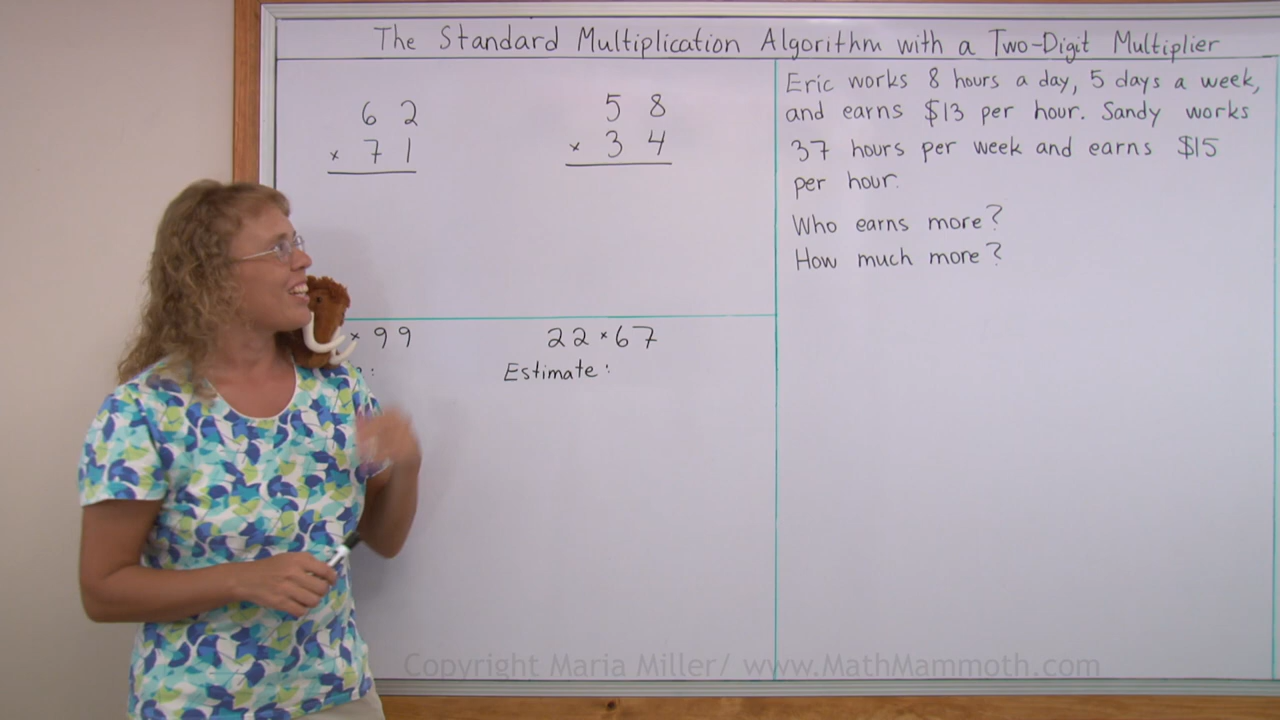 The Standard Multiplication Algorithm with a Two-Digit Multiplier
6 2
× 7 1
5 8
× 3 4
× 99
:
22 × 67
Estimate:
Eric works 8 hours a day, 5 days a week,
and earns $13 per hour. Sandy works
37 hours per week and earns $15
per hour.
Who earns more?
How much more?
Copyright Maria Miller/ www.MathMammoth.com